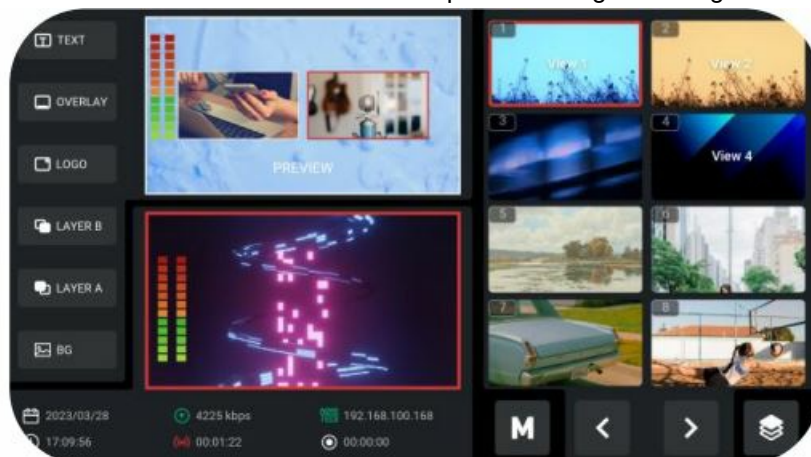 TEXT
OVERLAY
LOGO
LAYER B
LAYER A
BG
PREVIEW
1
View 1
2
View 2
3
4
View 4
5
6
7
8
2023/03/28
4225 kbps
192.168.100.168
17:09:56
00:01:22
00:00:00
M